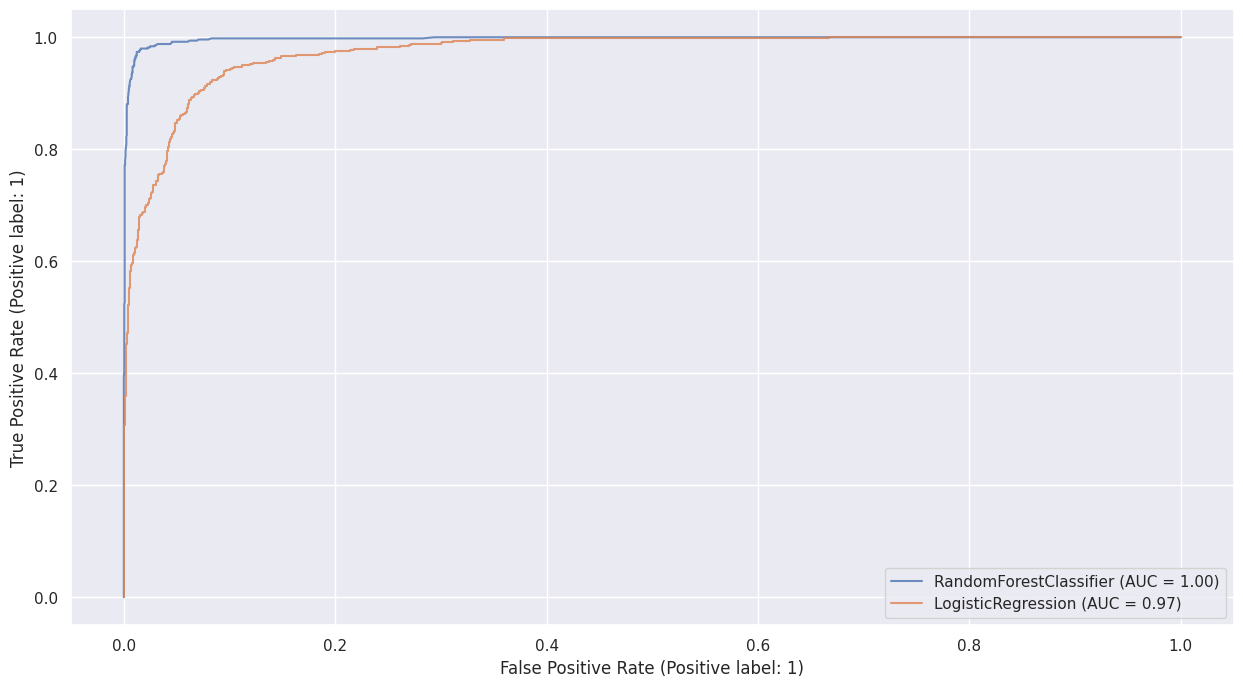 1.0
0.8
0.6
0.4
0.2
0.0
True Positive Rate (Positive label: 1)
RandomForestClassifier (AUC = 1.00)
LogisticRegression (AUC = 0.97)
0.0 0.2 0.4 0.6 0.8 1.0
False Positive Rate (Positive label: 1)